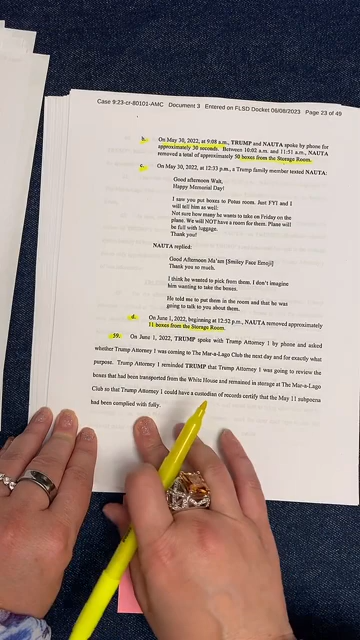 Case 9:23-cr-80101-AMC   Document 3   Entered on FLSD Docket 06/08/2023   Page 23 of 49
b. On May 30, 2022, at 9:08 a.m., TRUMP and NAUTA spoke by phone for
approximately 30 seconds. Between 10:02 a.m. and 11:51 a.m., NAUTA
removed a total of approximately 50 boxes from the Storage Room.
c. On May 30, 2022, at 12:33 p.m., a Trump family member texted NAUTA:
Good afternoon Walt,
Happy Memorial Day!
I saw you put boxes to Potus room. Just FYI and I
will tell him as well:
Not sure how many he wants to take on Friday on the
plane. We will NOT have a room for them. Plane will
be full with luggage.
Thank you!
NAUTA replied:
Good Afternoon Ma'am [Smiley Face Emoji]
Thank you so much.
I think he wanted to pick from them. I don't imagine
him wanting to take the boxes.
He told me to put them in the room and that he was
going to talk to you about them.
d. On June 1, 2022, beginning at 12:52 p.m., NAUTA removed approximately
11 boxes from the Storage Room.
59. On June 1, 2022, TRUMP spoke with Trump Attorney 1 by phone and asked
whether Trump Attorney 1 was coming to The Mar-a-Lago Club the next day and for exactly what
purpose. Trump Attorney 1 reminded TRUMP that Trump Attorney 1 was going to review the
boxes that had been transported from the White House and remained in storage at The Mar-a-Lago
Club so that Trump Attorney 1 could have a custodian of records certify that the May 11 subpoena
had been complied with fully.